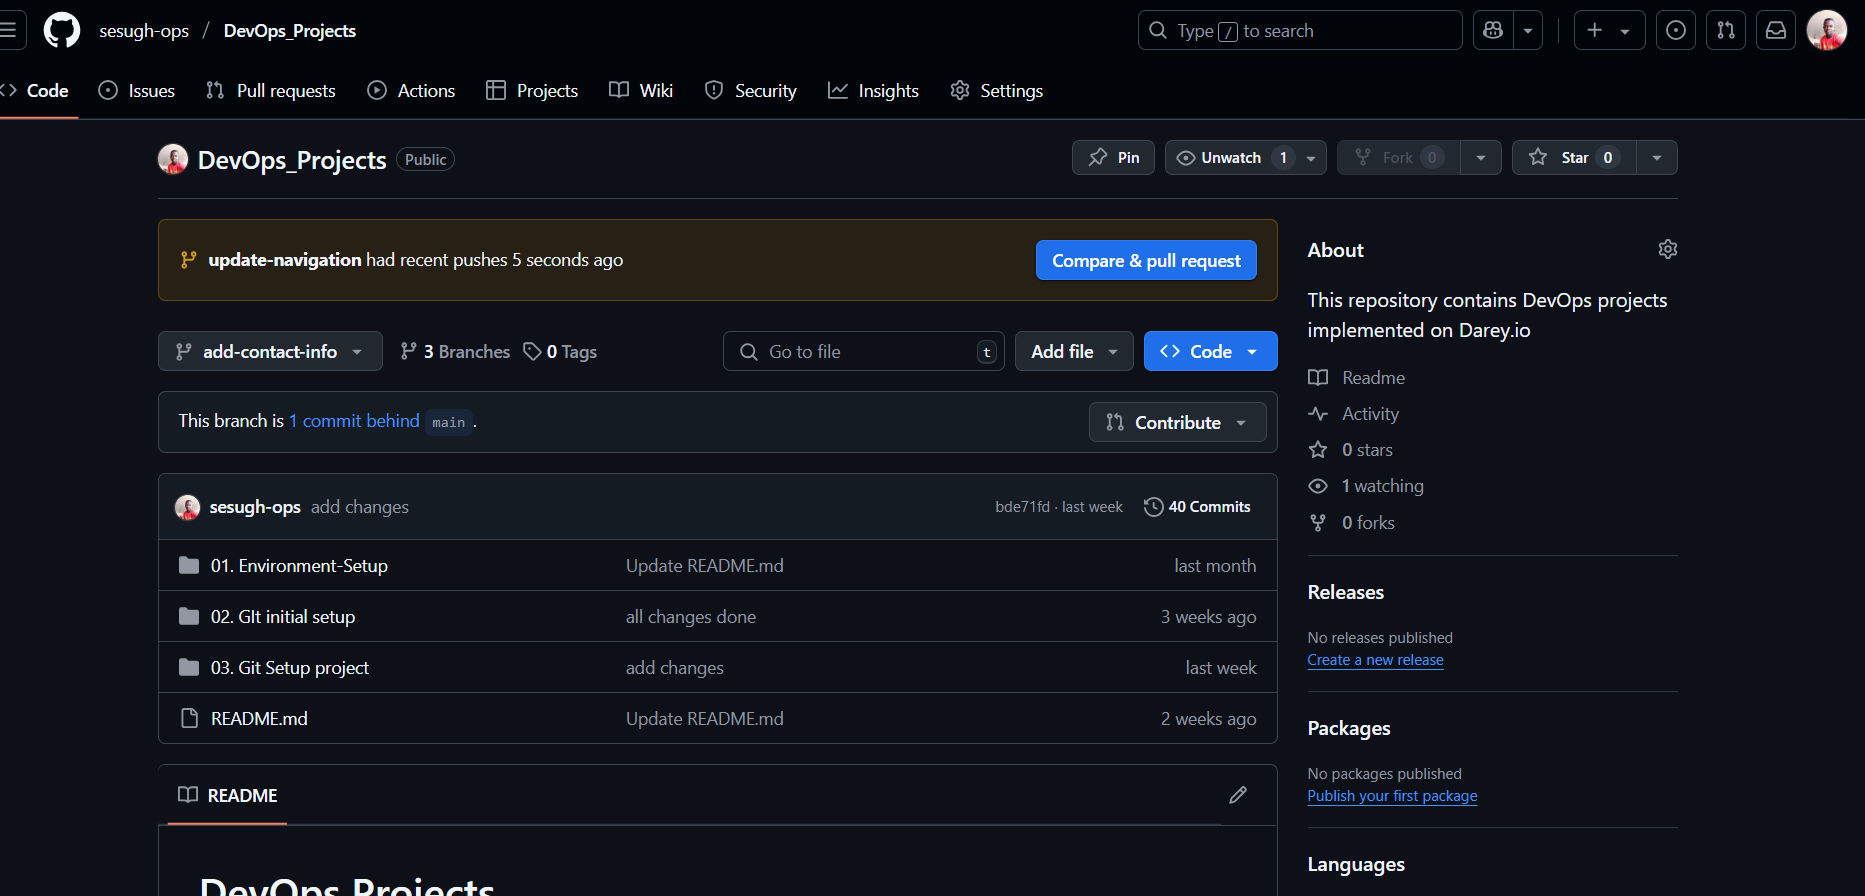 sesugh-ops / DevOps_Projects
Type / to search
Code Issues Pull requests Actions Projects Wiki Security Insights Settings
DevOps_Projects Public
Pin Unwatch 1 Fork 0 Star 0
update-navigation had recent pushes 5 seconds ago
Compare & pull request
add-contact-info 3 Branches 0 Tags
Go to file t Add file Code
This branch is 1 commit behind main .
Contribute
sesugh-ops add changes bde71fd · last week 40 Commits
01. Environment-Setup Update README.md last month
02. GIt initial setup all changes done 3 weeks ago
03. Git Setup project add changes last week
README.md Update README.md 2 weeks ago
README
DevOps Projects
About
This repository contains DevOps projects
implemented on Darey.io
Readme
Activity
0 stars
1 watching
0 forks
Releases
No releases published
Create a new release
Packages
No packages published
Publish your first package
Languages